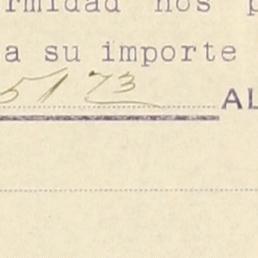 rmidad nos p
a su importe
5173 AL